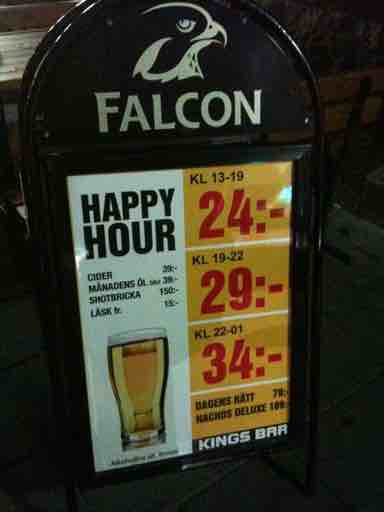 FALCON
HAPPY
HOUR
CIDER 39:-
MÅNADENS ÖL 39:-
SHOTBRICKA 150:-
LÄSK fr. 15:-
KL 13-19
24:-
KL 19-22
29:-
KL 22-01
34:-
DAGENS RÄTT 79:-
NACHOS DELUXE 109:-
KINGS BAR